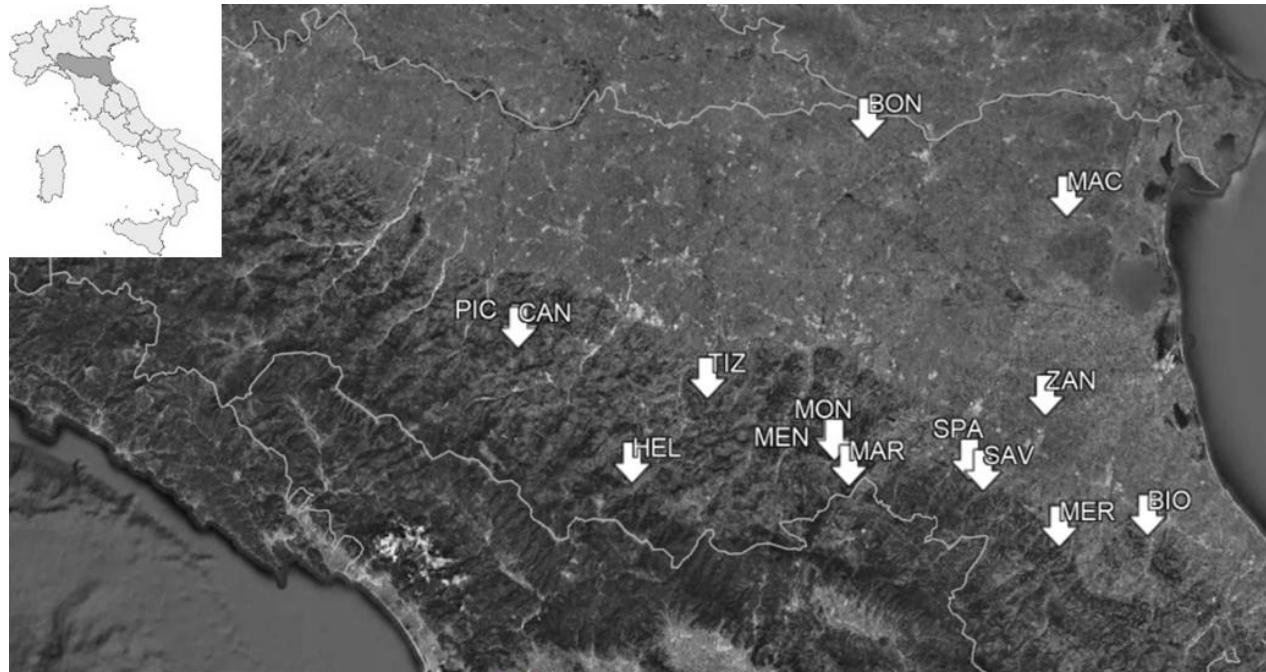 BON
MAC
PIC
CAN
TIZ
ZAN
MON
MEN
MAR
HEL
SPA
SAV
MER
BIO